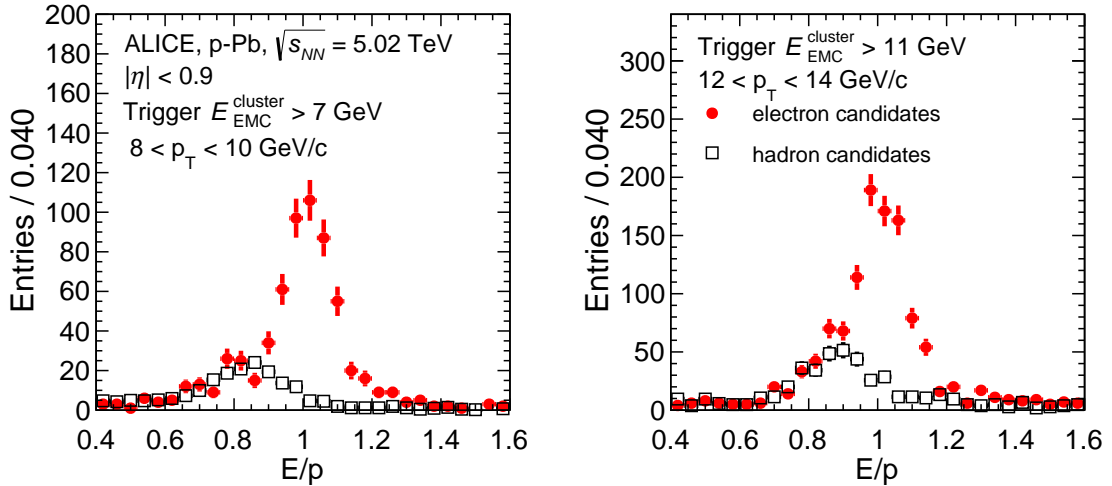 ALICE, p-Pb, √s_NN = 5.02 TeV
|η| < 0.9
Trigger E_EMC^cluster > 7 GeV
8 < p_T < 10 GeV/c
Entries / 0.040
200
180
160
140
120
100
80
60
40
20
0
0.4 0.6 0.8 1 1.2 1.4 1.6
E/p
Trigger E_EMC^cluster > 11 GeV
12 < p_T < 14 GeV/c
electron candidates
hadron candidates
Entries / 0.040
300
250
200
150
100
50
0
0.4 0.6 0.8 1 1.2 1.4 1.6
E/p